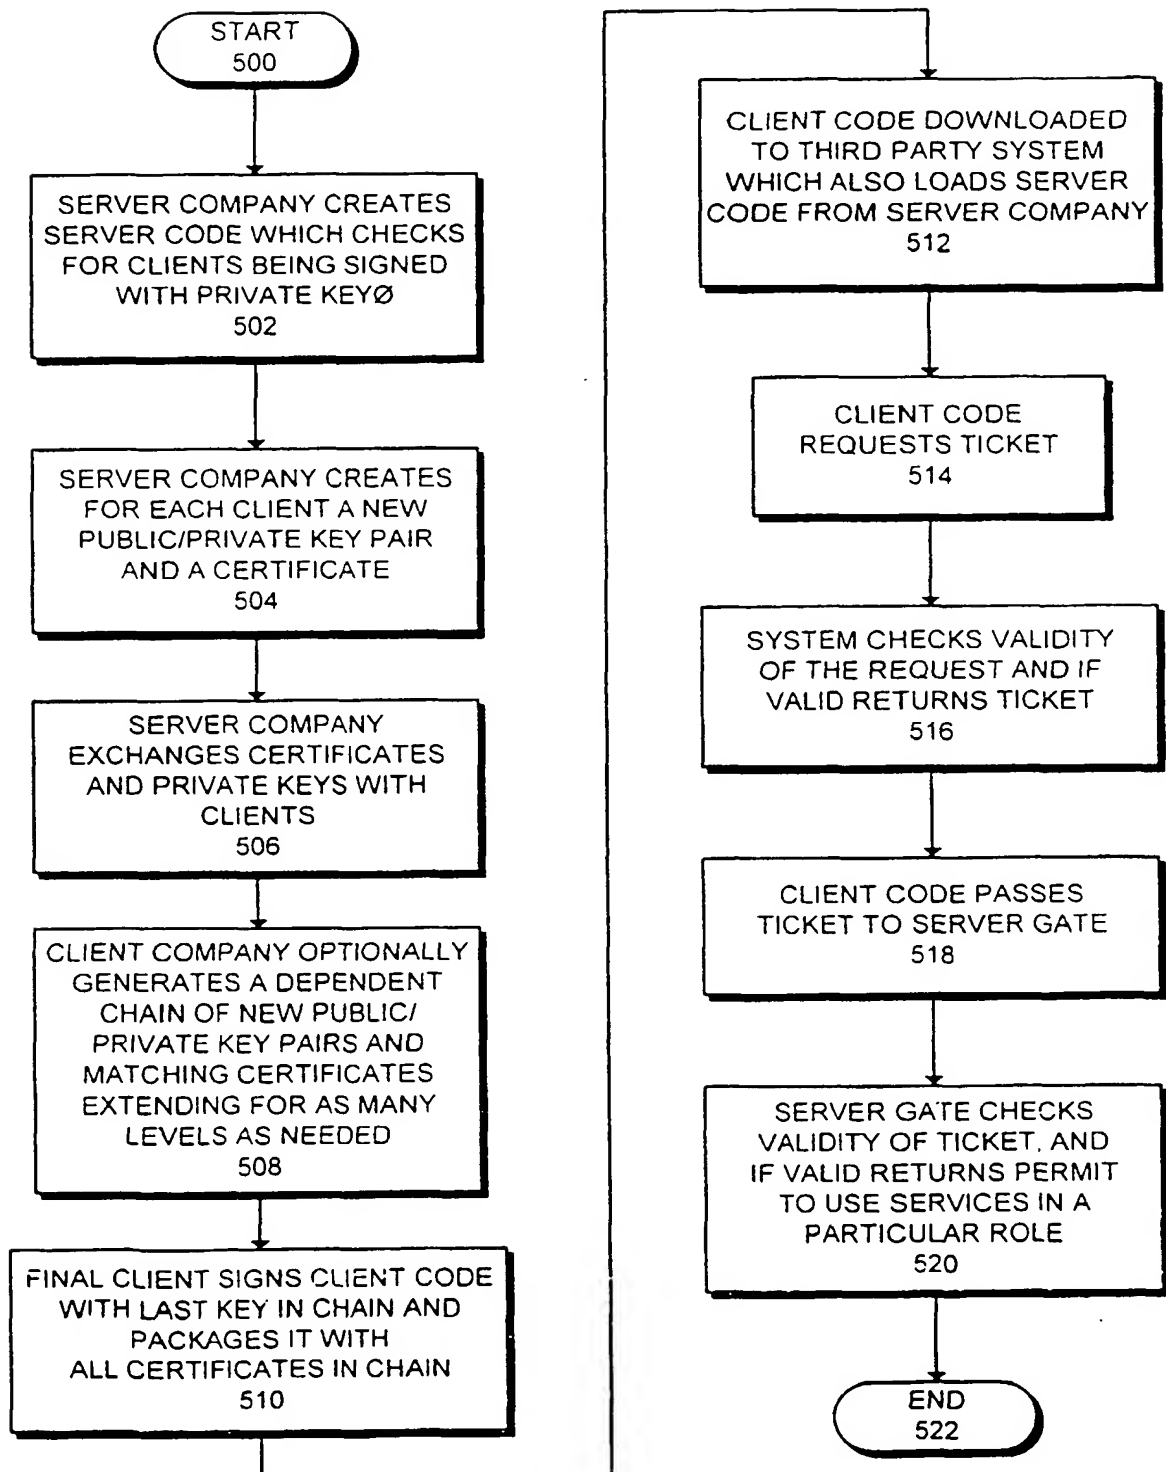 START
500
SERVER COMPANY CREATES
SERVER CODE WHICH CHECKS
FOR CLIENTS BEING SIGNED
WITH PRIVATE KEYØ
502
SERVER COMPANY CREATES
FOR EACH CLIENT A NEW
PUBLIC/PRIVATE KEY PAIR
AND A CERTIFICATE
504
SERVER COMPANY
EXCHANGES CERTIFICATES
AND PRIVATE KEYS WITH
CLIENTS
506
CLIENT COMPANY OPTIONALLY
GENERATES A DEPENDENT
CHAIN OF NEW PUBLIC/
PRIVATE KEY PAIRS AND
MATCHING CERTIFICATES
EXTENDING FOR AS MANY
LEVELS AS NEEDED
508
FINAL CLIENT SIGNS CLIENT CODE
WITH LAST KEY IN CHAIN AND
PACKAGES IT WITH
ALL CERTIFICATES IN CHAIN
510
CLIENT CODE DOWNLOADED
TO THIRD PARTY SYSTEM
WHICH ALSO LOADS SERVER
CODE FROM SERVER COMPANY
512
CLIENT CODE
REQUESTS TICKET
514
SYSTEM CHECKS VALIDITY
OF THE REQUEST AND IF
VALID RETURNS TICKET
516
CLIENT CODE PASSES
TICKET TO SERVER GATE
518
SERVER GATE CHECKS
VALIDITY OF TICKET, AND
IF VALID RETURNS PERMIT
TO USE SERVICES IN A
PARTICULAR ROLE
520
END
522